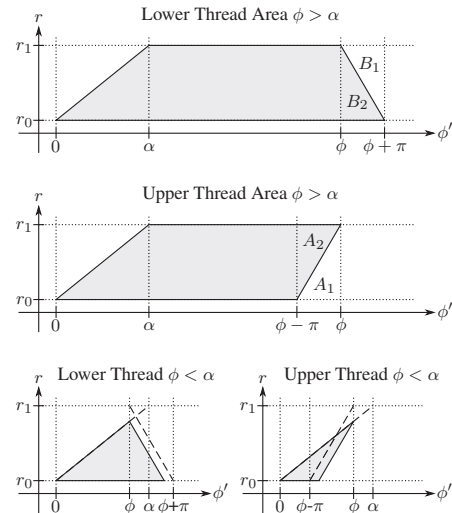 Lower Thread Area ϕ > α
r
r₁
B₁
B₂
r₀
0 α ϕ ϕ + π ϕ′
Upper Thread Area ϕ > α
r
r₁
A₂
A₁
r₀
0 α ϕ − π ϕ ϕ′
Lower Thread ϕ < α
r
r₁
r₀
0 ϕ α ϕ+π ϕ′
Upper Thread ϕ < α
r
r₁
r₀
0 ϕ-π ϕ α ϕ′